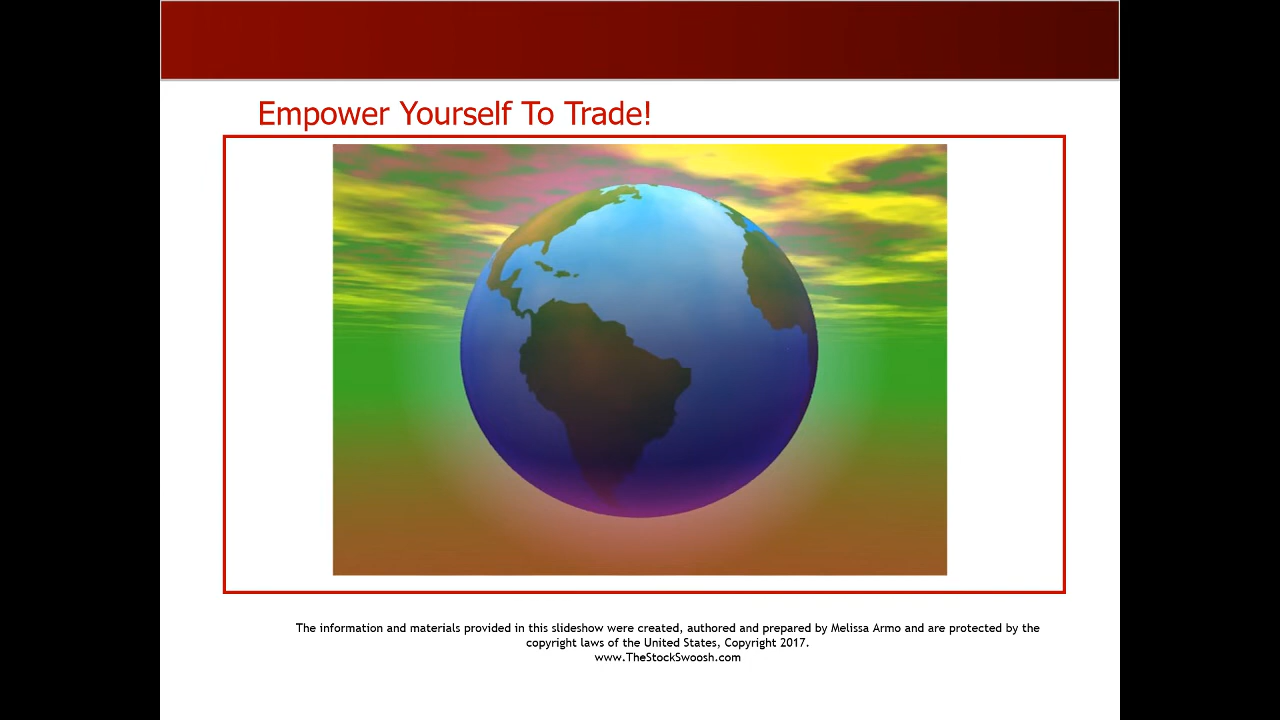 Empower Yourself To Trade!
The information and materials provided in this slideshow were created, authored and prepared by Melissa Armo and are protected by the
copyright laws of the United States, Copyright 2017.
www.TheStockSwoosh.com